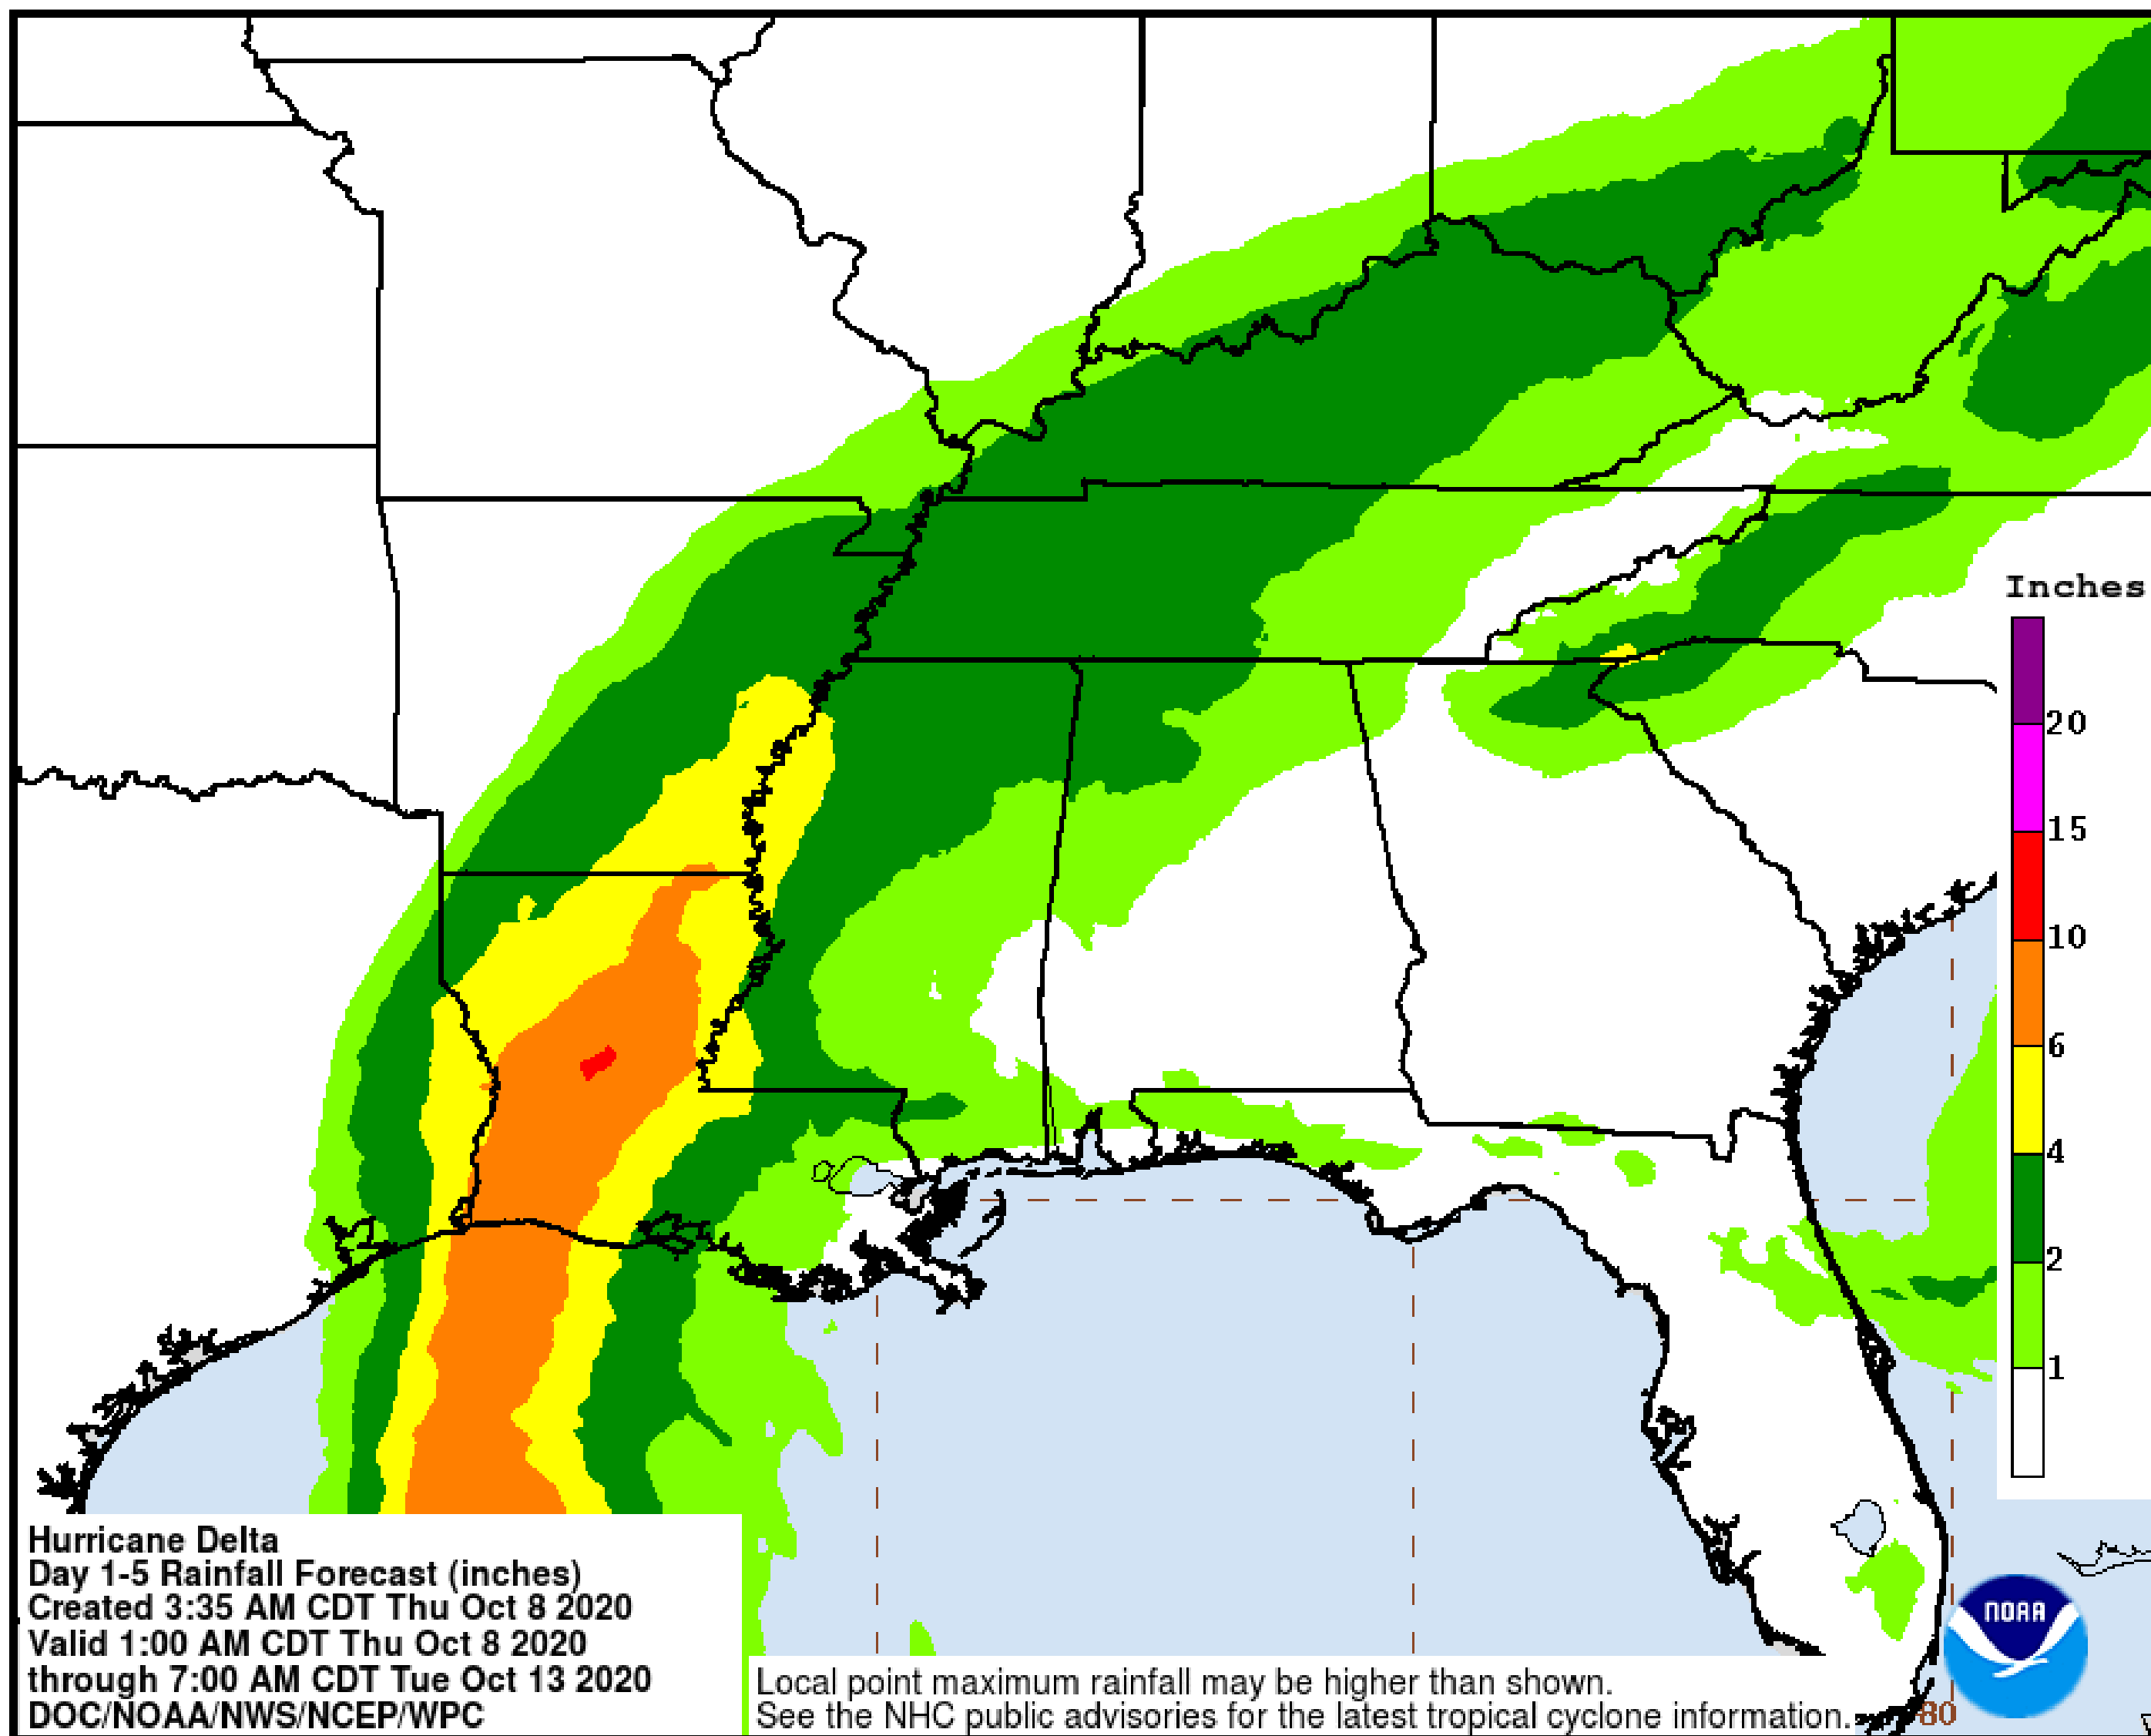 Inches
20
15
10
6
4
2
1
Hurricane Delta
Day 1-5 Rainfall Forecast (inches)
Created 3:35 AM CDT Thu Oct 8 2020
Valid 1:00 AM CDT Thu Oct 8 2020
through 7:00 AM CDT Tue Oct 13 2020
DOC/NOAA/NWS/NCEP/WPC
Local point maximum rainfall may be higher than shown.
See the NHC public advisories for the latest tropical cyclone information.
80
NOAA